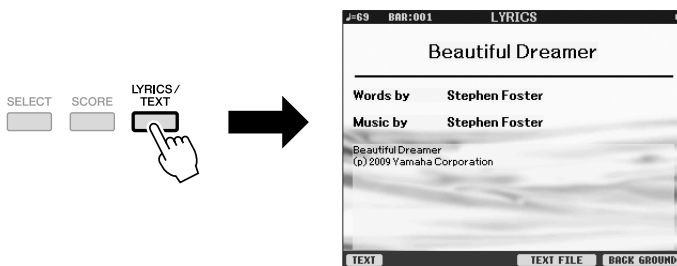 SELECT
SCORE
LYRICS/
TEXT
♩=69 BAR:001 LYRICS
Beautiful Dreamer
Words by Stephen Foster
Music by Stephen Foster
Beautiful Dreamer
(p) 2009 Yamaha Corporation
TEXT
TEXT FILE
BACK GROUND